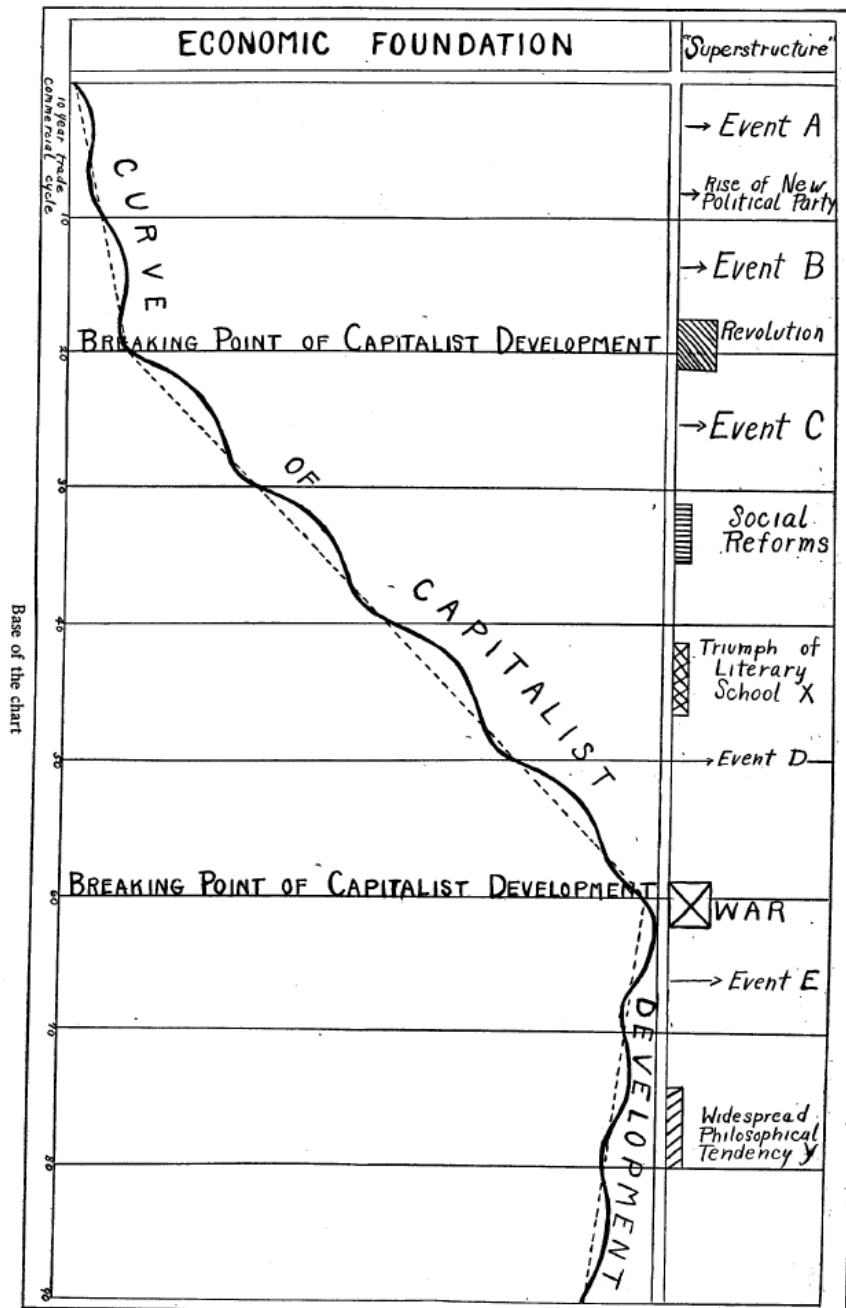 ECONOMIC FOUNDATION
"Superstructure"
10 year trade
commercial cycle
CURVE
OF
CAPITALIST
DEVELOPMENT
10
20
30
40
50
60
70
80
90
BREAKING POINT OF CAPITALIST DEVELOPMENT
BREAKING POINT OF CAPITALIST DEVELOPMENT
Event A
Rise of New
Political Party
Event B
Revolution
Event C
Social
Reforms
Triumph of
Literary
School X
Event D
WAR
Event E
Widespread
Philosophical
Tendency y
Base of the chart